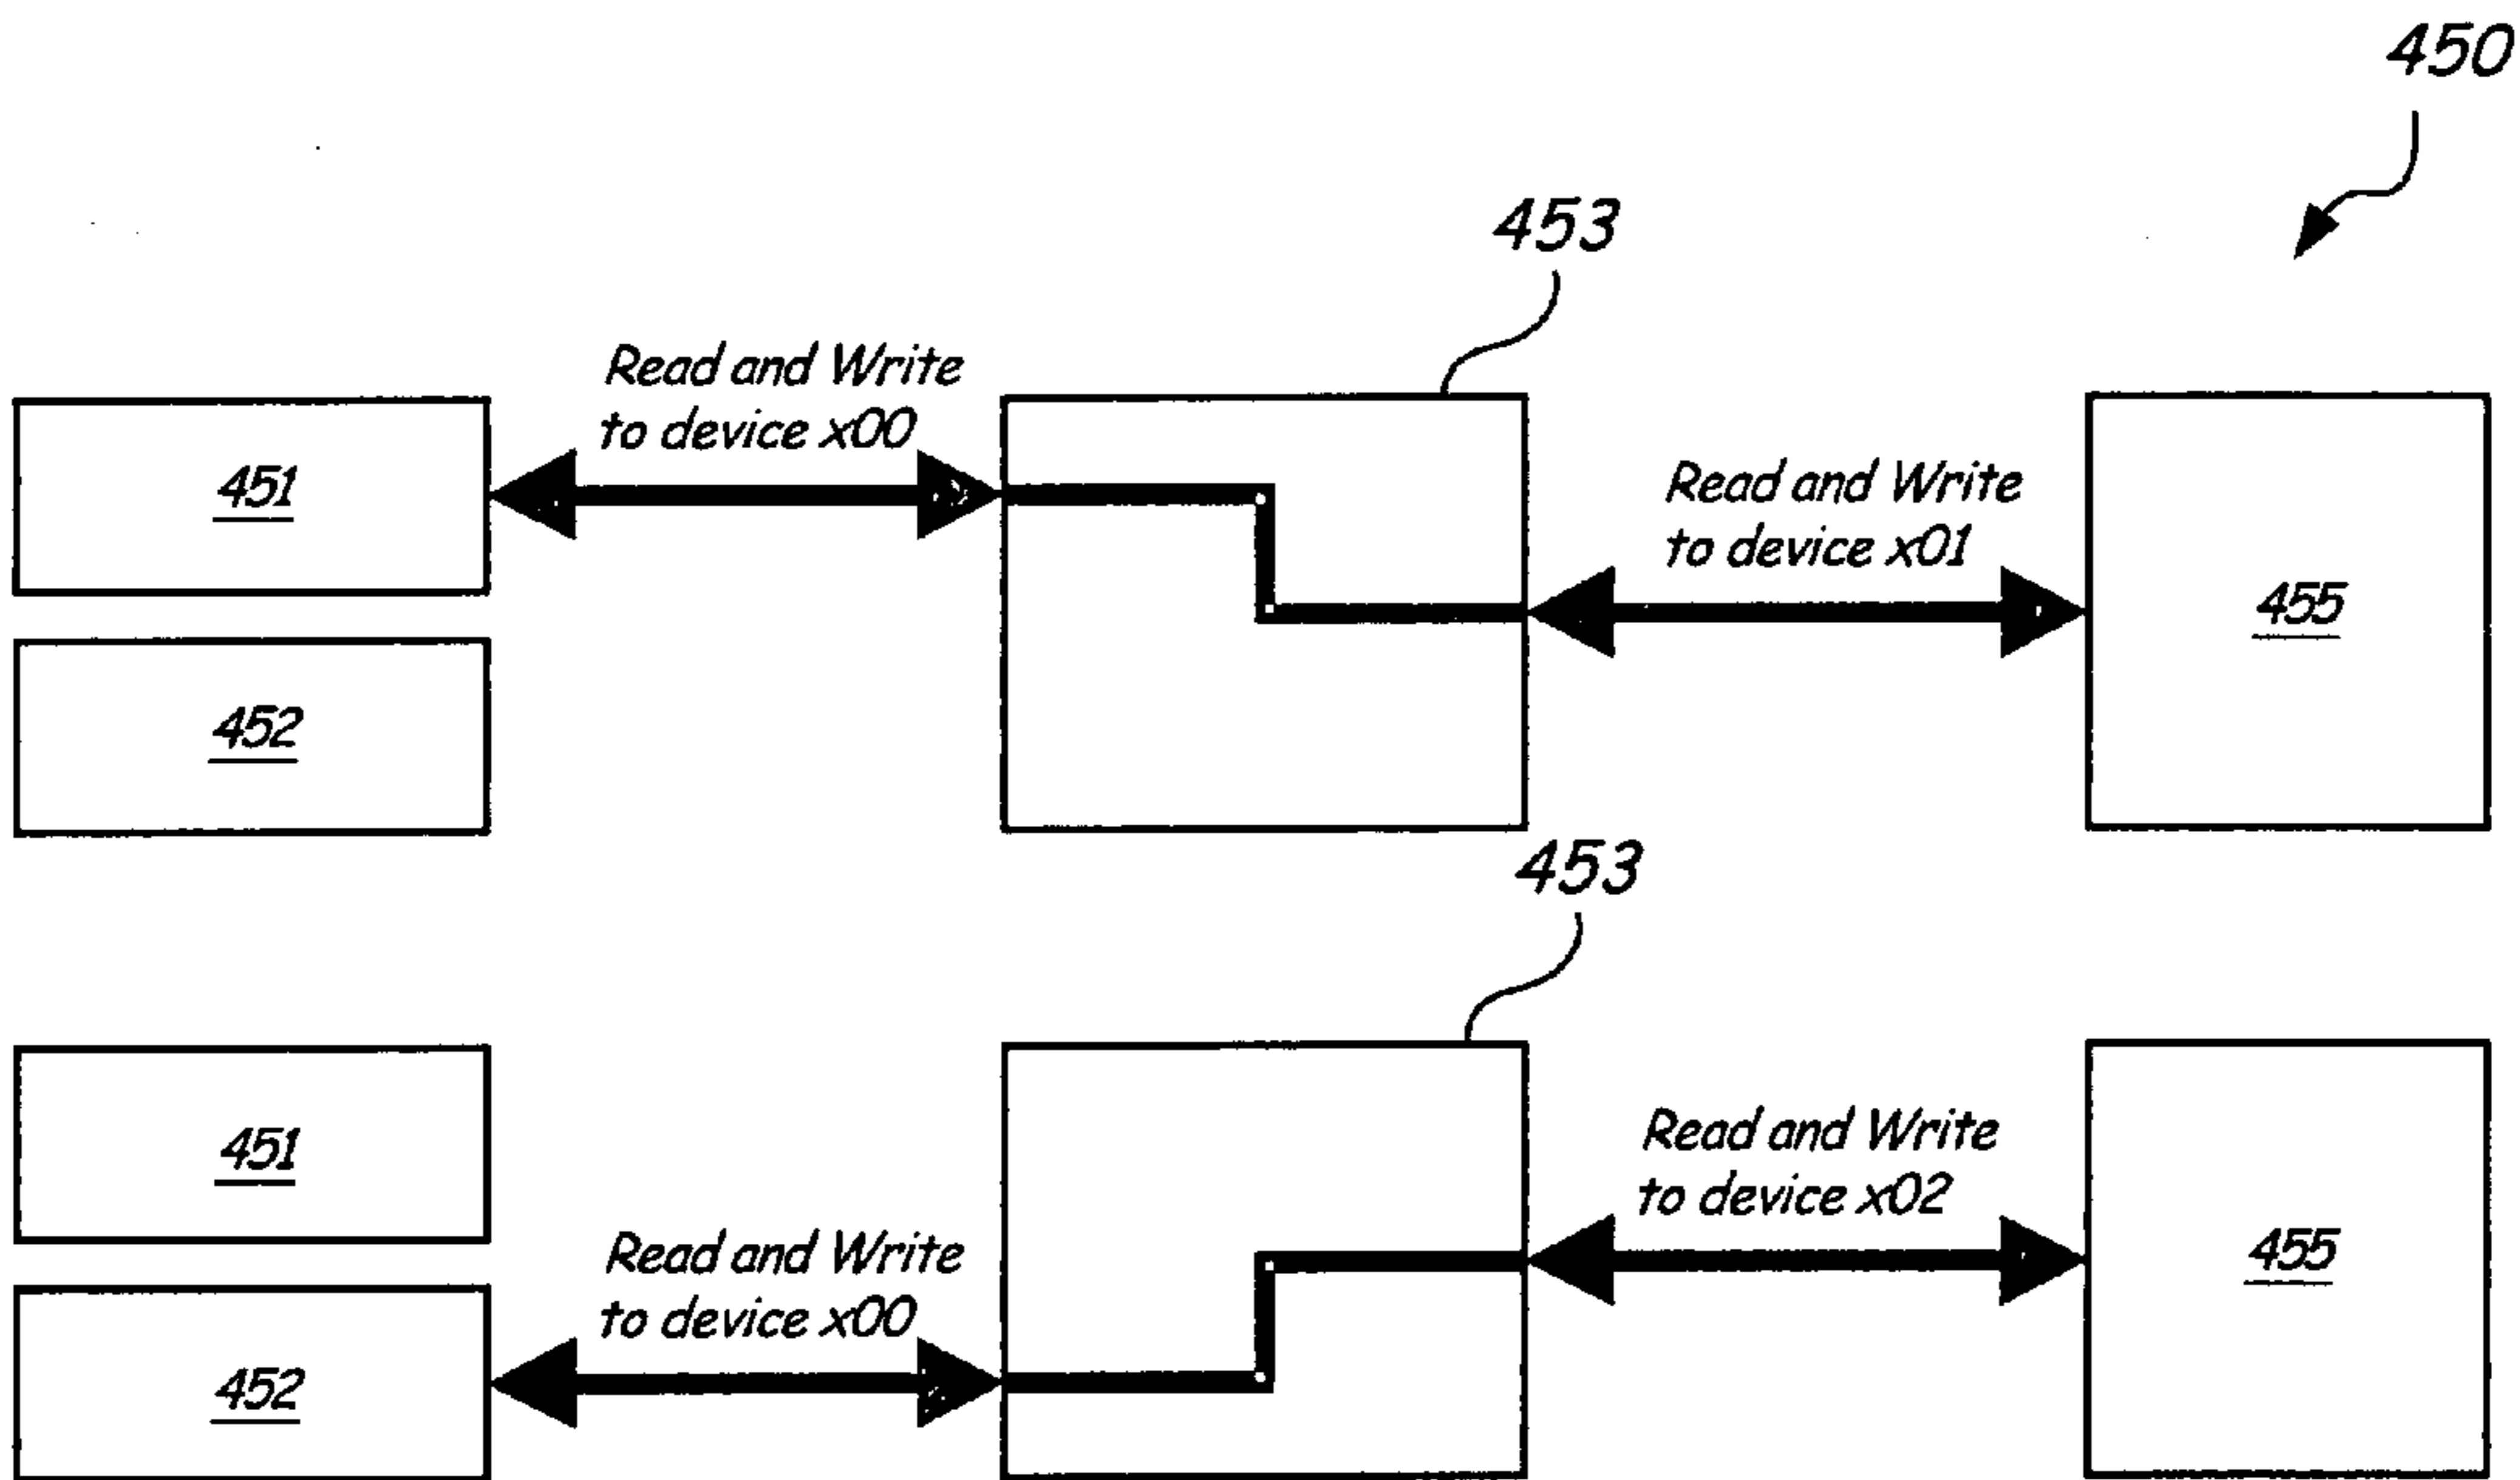 450
453
Read and Write
to device x00
451
Read and Write
to device x01
455
452
453
451
Read and Write
to device x02
Read and Write
to device x00
455
452